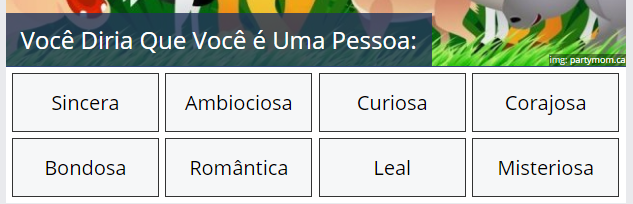 Você Diria Que Você é Uma Pessoa:
img: partymom.ca
Sincera
Ambiociosa
Curiosa
Corajosa
Bondosa
Romântica
Leal
Misteriosa